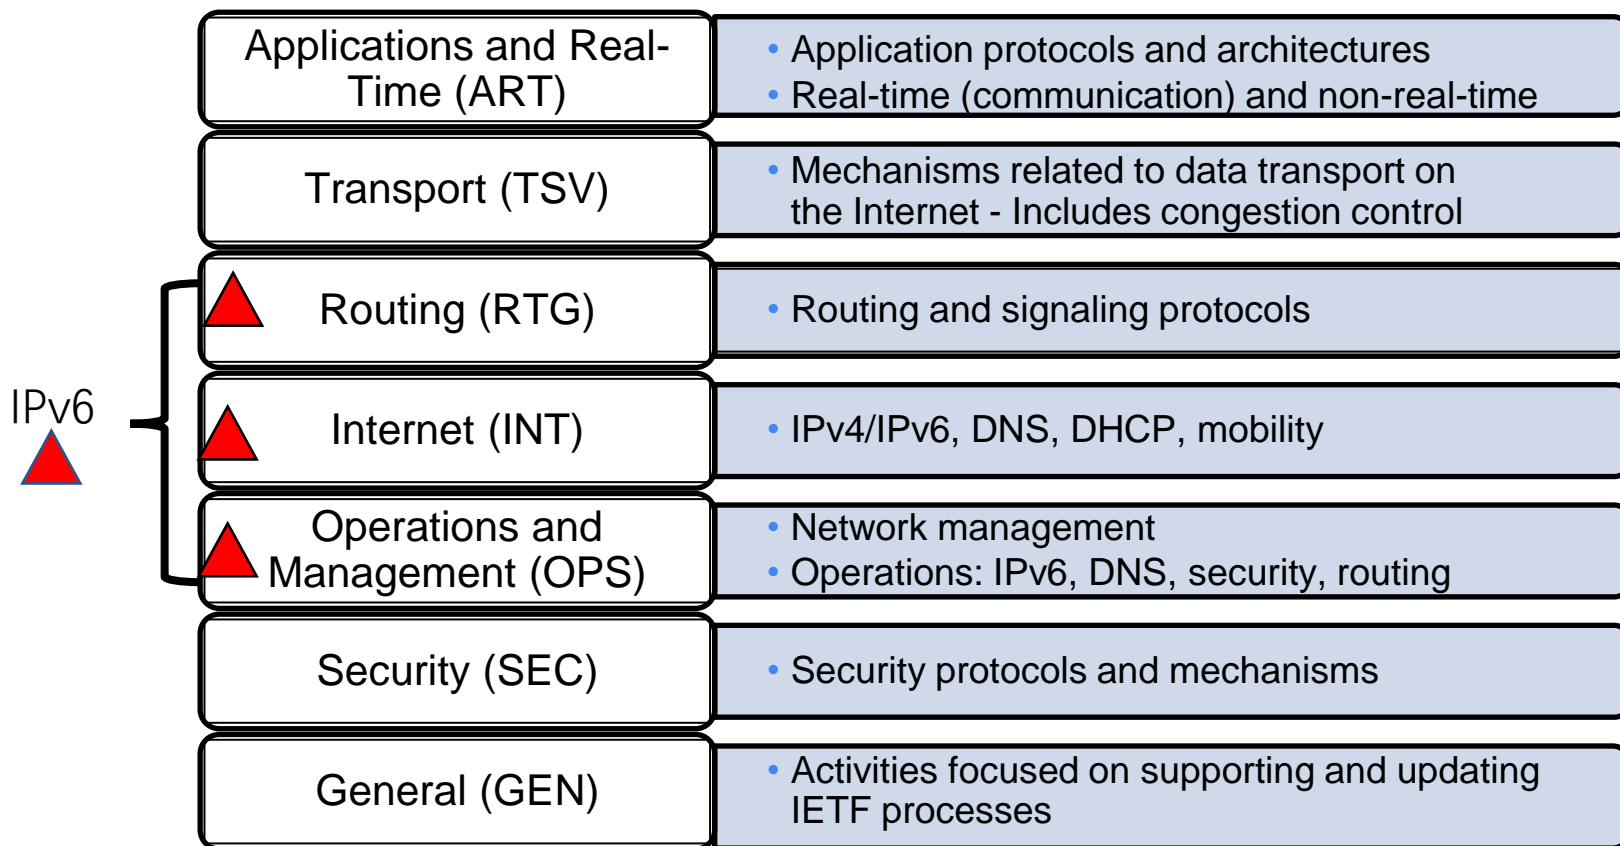 Applications and Real-
Time (ART)
• Application protocols and architectures
• Real-time (communication) and non-real-time
Transport (TSV)
• Mechanisms related to data transport on
the Internet - Includes congestion control
Routing (RTG)
• Routing and signaling protocols
IPv6
Internet (INT)
• IPv4/IPv6, DNS, DHCP, mobility
Operations and
Management (OPS)
• Network management
• Operations: IPv6, DNS, security, routing
Security (SEC)
• Security protocols and mechanisms
General (GEN)
• Activities focused on supporting and updating
IETF processes